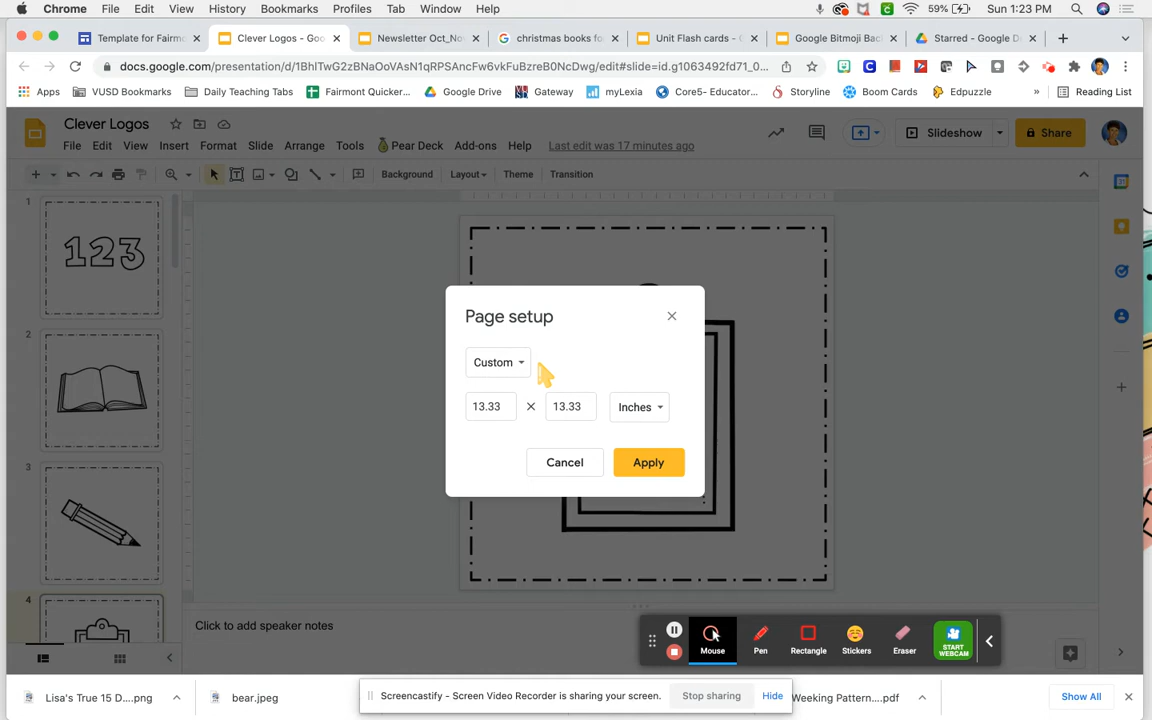 Chrome File Edit View History Bookmarks Profiles Tab Window Help 59% Sun 1:23 PM
Template for Fairmo Clever Logos - Goo Newsletter Oct_Nov christmas books fo Unit Flash cards - G Google Bitmoji Bac Starred - Google D
docs.google.com/presentation/d/1BhlTwG2zBNaOoVAsN1qRPSAncFw6vkFuBzreB0NcDwg/edit#slide=id.g1063492fd71_0...
Apps VUSD Bookmarks Daily Teaching Tabs Fairmont Quicker... Google Drive Gateway myLexia Core5- Educator... Storyline Boom Cards Edpuzzle » Reading List
Clever Logos
Slideshow Share
File Edit View Insert Format Slide Arrange Tools Pear Deck Add-ons Help Last edit was 17 minutes ago
Background Layout Theme Transition
1
123
2
3
4
Page setup
Custom
13.33 × 13.33 Inches
Cancel Apply
Click to add speaker notes
Mouse Pen Rectangle Stickers Eraser START WEBCAM
Lisa's True 15 D....png bear.jpeg Screencastify - Screen Video Recorder is sharing your screen. Stop sharing Hide Weeking Pattern....pdf Show All